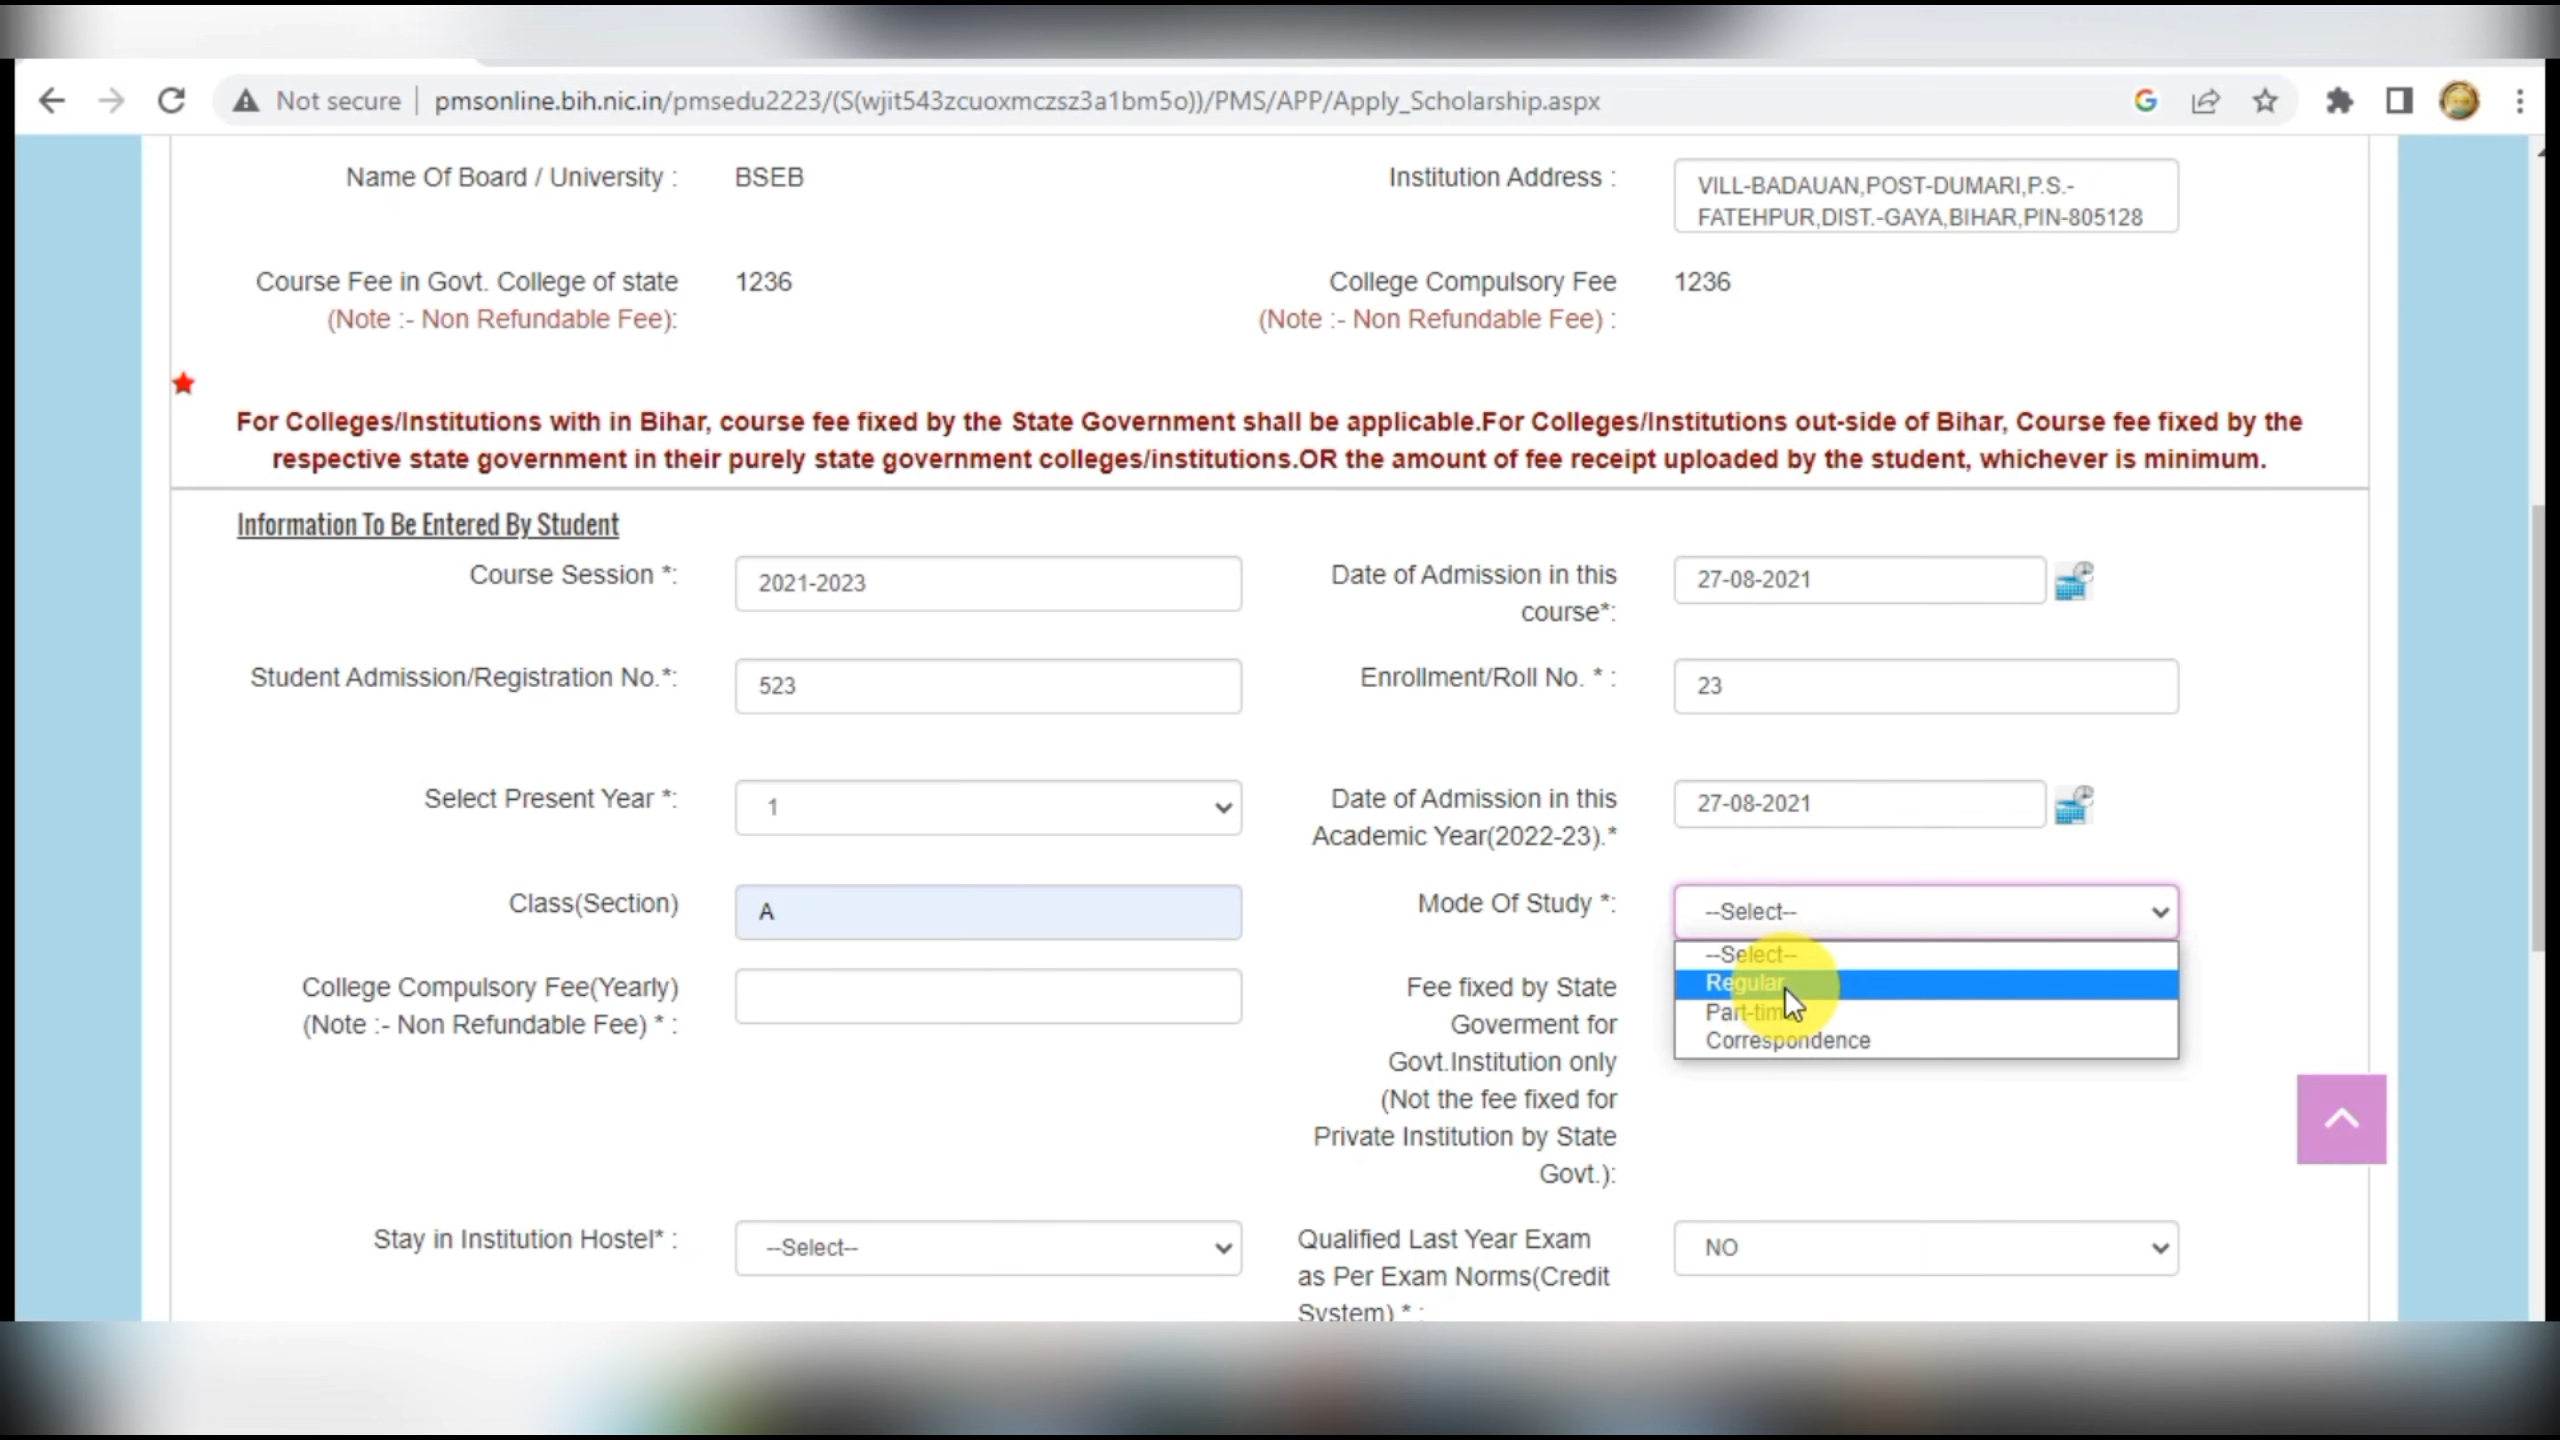 Not secure pmsonline.bih.nic.in/pmsedu2223/(S(wjit543zcuoxmczsz3a1bm5o))/PMS/APP/Apply_Scholarship.aspx
Name Of Board / University : BSEB
Institution Address : VILL-BADAUAN,POST-DUMARI,P.S.-
FATEHPUR,DIST.-GAYA,BIHAR,PIN-805128
Course Fee in Govt. College of state 1236
(Note :- Non Refundable Fee):
College Compulsory Fee 1236
(Note :- Non Refundable Fee) :
For Colleges/Institutions with in Bihar, course fee fixed by the State Government shall be applicable.For Colleges/Institutions out-side of Bihar, Course fee fixed by the
respective state government in their purely state government colleges/institutions.OR the amount of fee receipt uploaded by the student, whichever is minimum.
Information To Be Entered By Student
Course Session *: 2021-2023
Date of Admission in this 27-08-2021
course*:
Student Admission/Registration No.*: 523
Enrollment/Roll No. * : 23
Select Present Year *: 1
Date of Admission in this 27-08-2021
Academic Year(2022-23).*
Class(Section) A
Mode Of Study *: --Select--
--Select--
Regular
Part-time
Correspondence
College Compulsory Fee(Yearly)
(Note :- Non Refundable Fee) * :
Fee fixed by State
Goverment for
Govt.Institution only
(Not the fee fixed for
Private Institution by State
Govt.):
Stay in Institution Hostel* : --Select--
Qualified Last Year Exam NO
as Per Exam Norms(Credit
System) * :